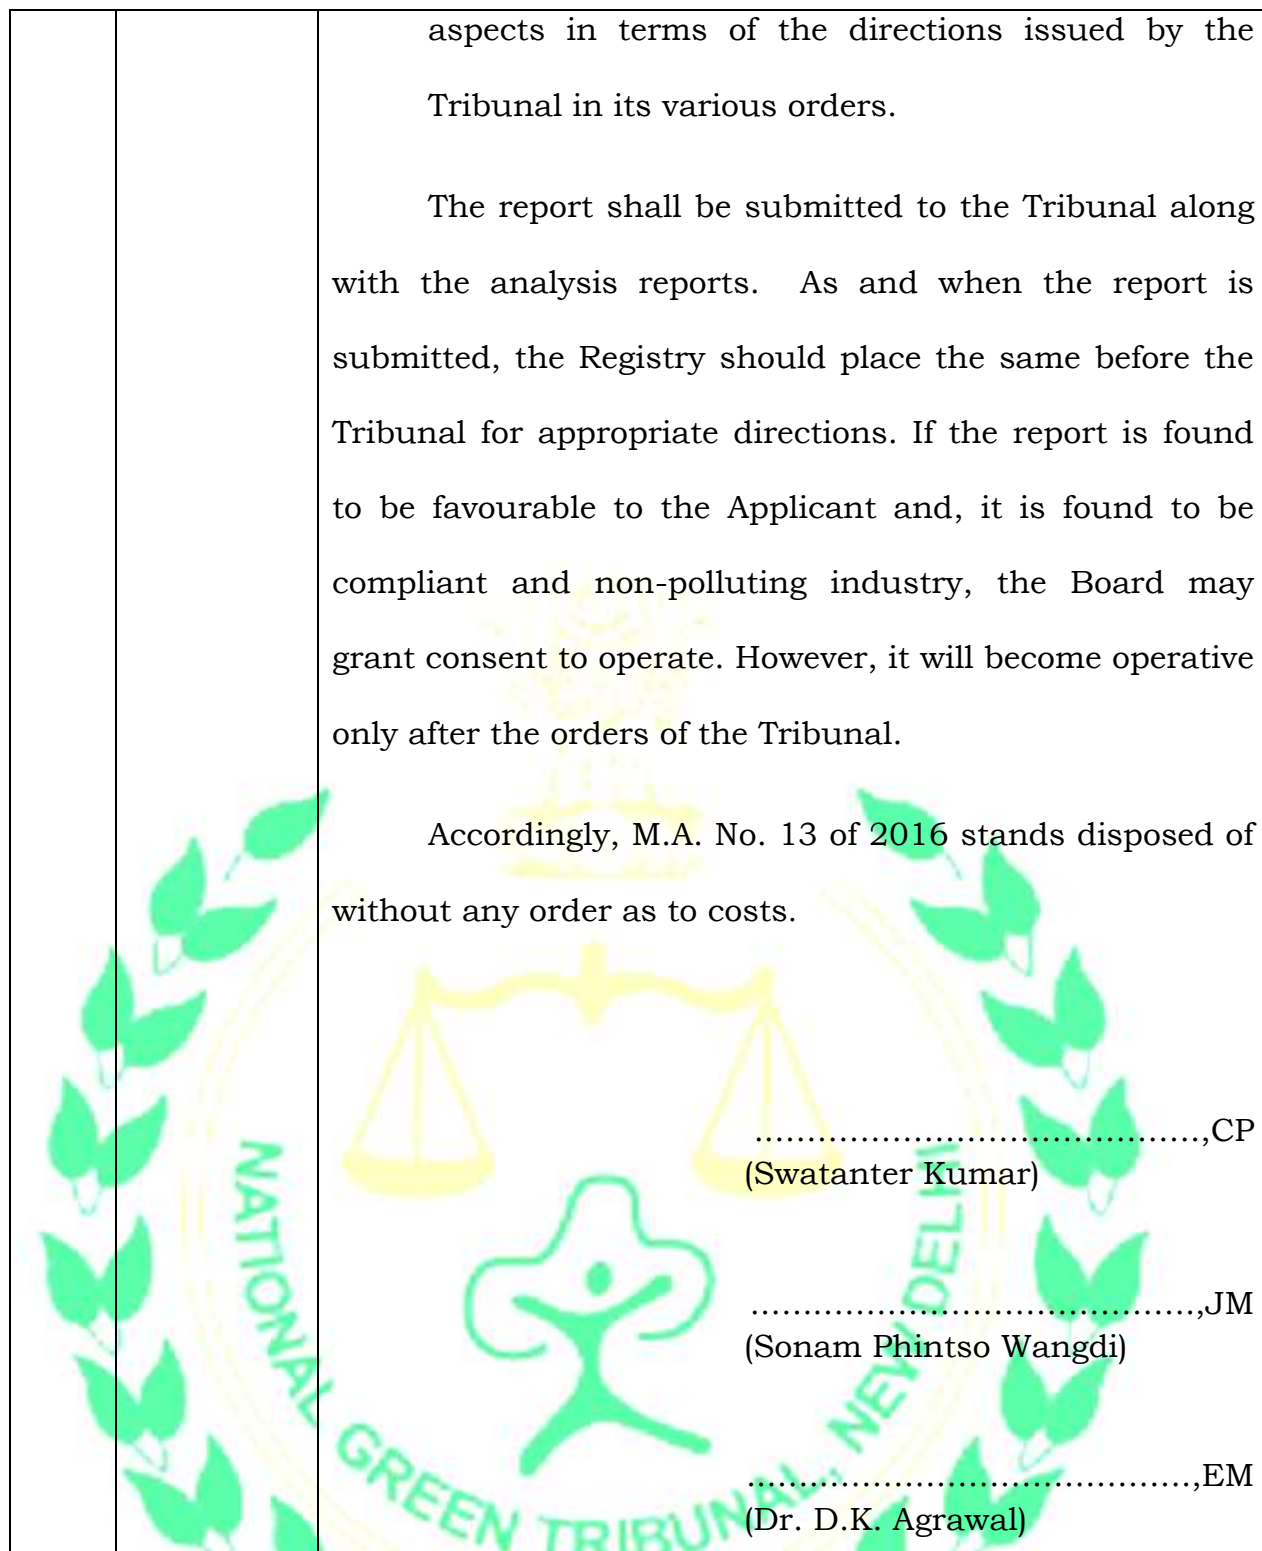 aspects in terms of the directions issued by the
Tribunal in its various orders.
The report shall be submitted to the Tribunal along
with the analysis reports. As and when the report is
submitted, the Registry should place the same before the
Tribunal for appropriate directions. If the report is found
to be favourable to the Applicant and, it is found to be
compliant and non-polluting industry, the Board may
grant consent to operate. However, it will become operative
only after the orders of the Tribunal.
Accordingly, M.A. No. 13 of 2016 stands disposed of
without any order as to costs.
..........................................,CP
(Swatanter Kumar)
..........................................,JM
(Sonam Phintso Wangdi)
..........................................,EM
(Dr. D.K. Agrawal)
NATIONAL GREEN TRIBUNAL, NEW DELHI